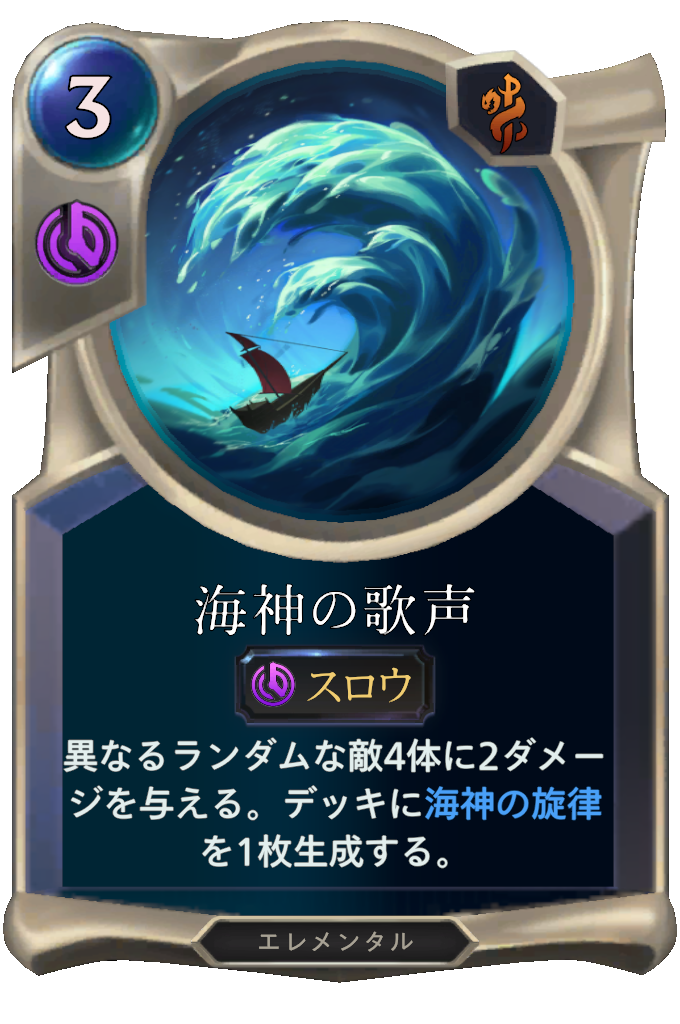 3
海神の歌声
スロウ
異なるランダムな敵4体に2ダメー
ジを与える。デッキに海神の旋律
を1枚生成する。
エレメンタル